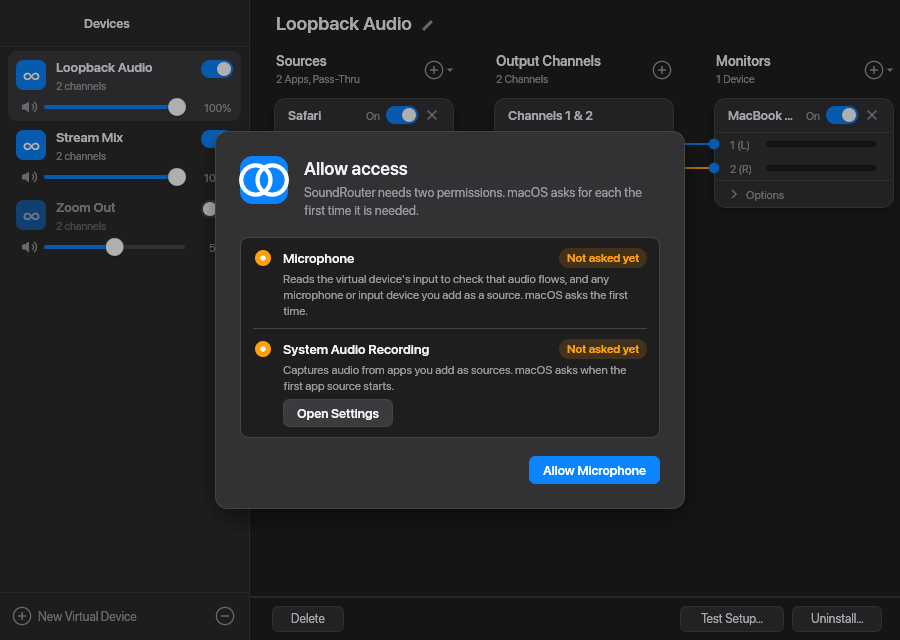 Devices
Loopback Audio
2 channels
100%
Stream Mix
2 channels
10
Zoom Out
2 channels
5
New Virtual Device
Loopback Audio
Sources
2 Apps, Pass-Thru
Output Channels
2 Channels
Monitors
1 Device
Safari
On
Channels 1 & 2
MacBook ...
On
1 (L)
2 (R)
Options
Allow access
SoundRouter needs two permissions. macOS asks for each the
first time it is needed.
Microphone
Not asked yet
Reads the virtual device's input to check that audio flows, and any
microphone or input device you add as a source. macOS asks the first
time.
System Audio Recording
Not asked yet
Captures audio from apps you add as sources. macOS asks when the
first app source starts.
Open Settings
Allow Microphone
Delete
Test Setup...
Uninstall...